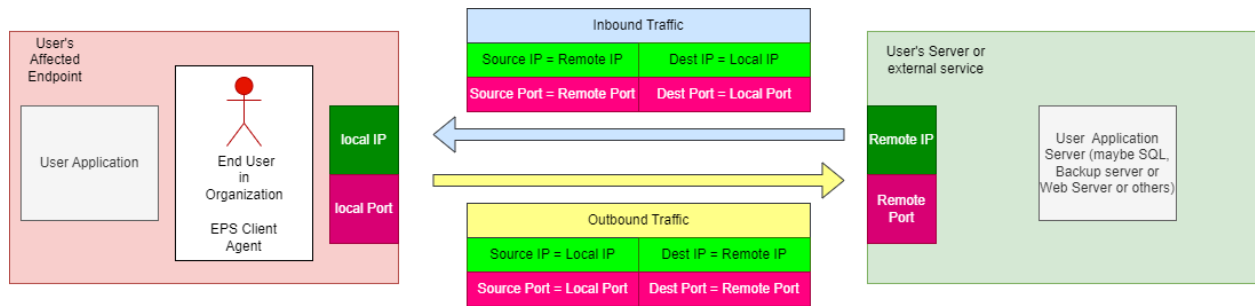 User's
Affected
Endpoint
User Application
End User
in
Organization
EPS Client
Agent
local IP
local Port
Inbound Traffic
Source IP = Remote IP
Dest IP = Local IP
Source Port = Remote Port
Dest Port = Local Port
Outbound Traffic
Source IP = Local IP
Dest IP = Remote IP
Source Port = Local Port
Dest Port = Remote Port
User's Server or
external service
Remote IP
Remote
Port
User Application
Server (maybe SQL,
Backup server or
Web Server or others)